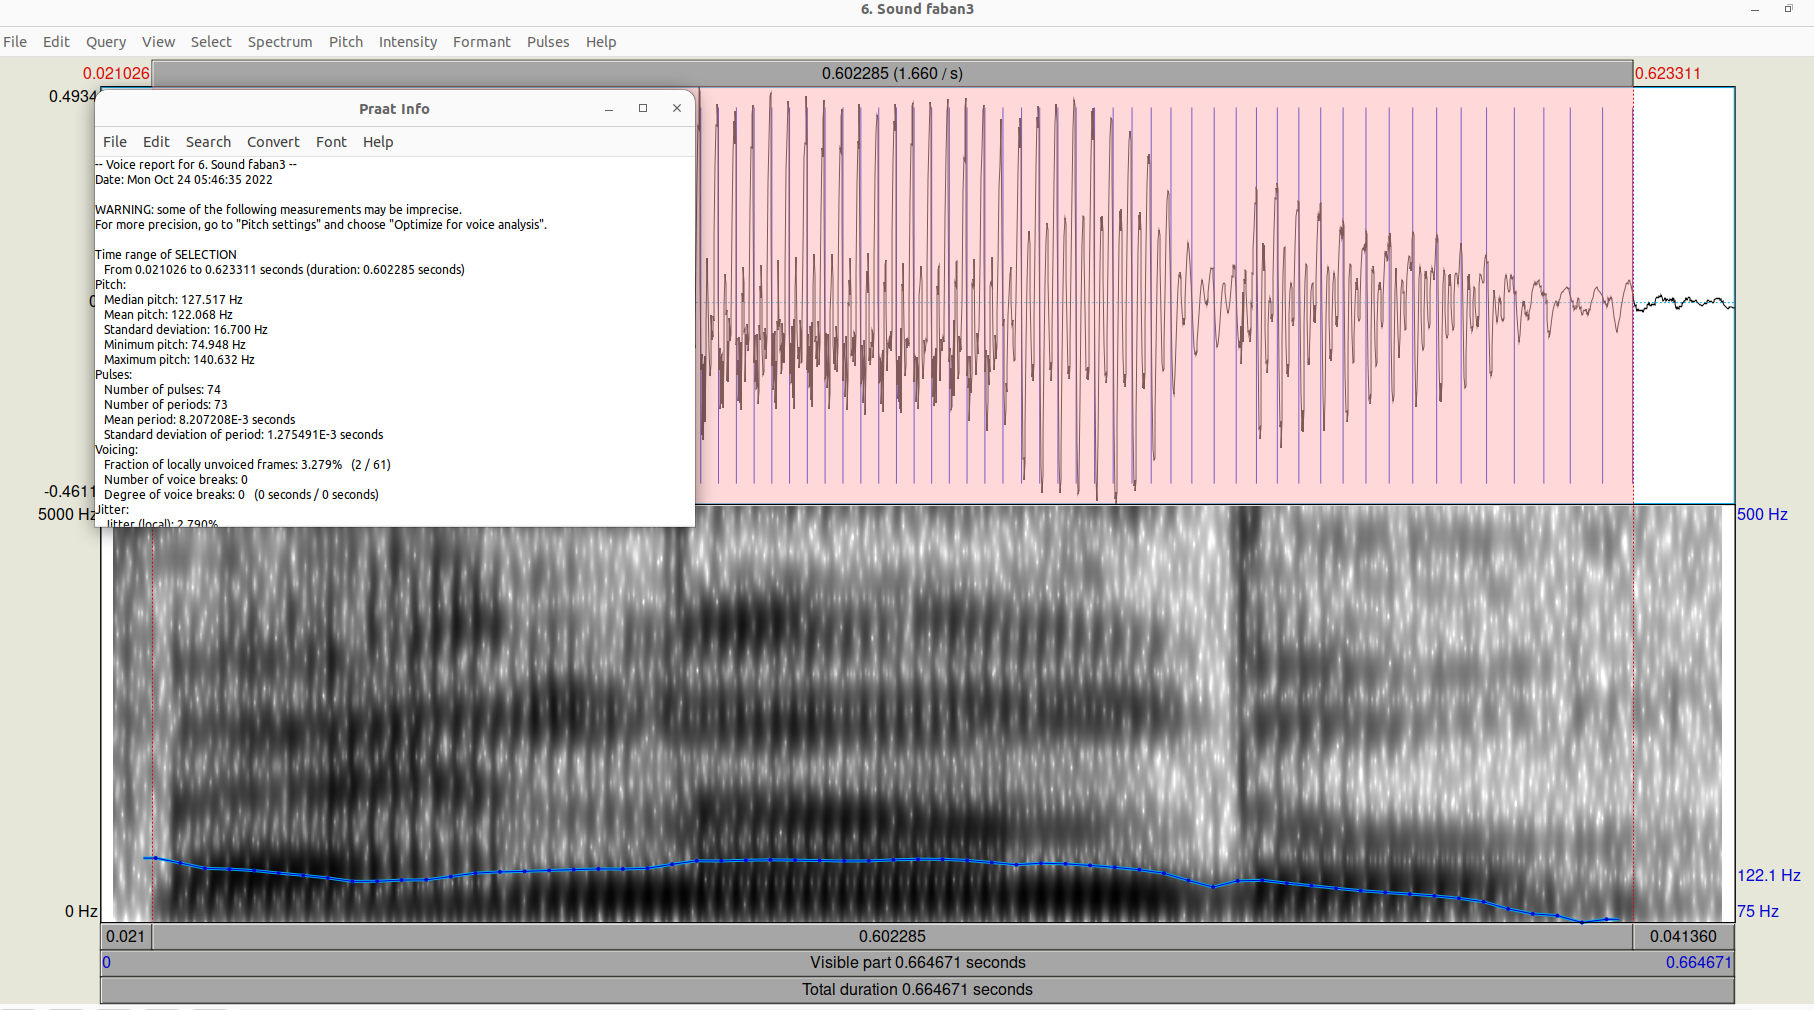 6. Sound faban3
File Edit Query View Select Spectrum Pitch Intensity Formant Pulses Help
0.021026 0.602285 (1.660 / s) 0.623311
0.4934
Praat Info
File Edit Search Convert Font Help
-- Voice report for 6. Sound faban3 --
Date: Mon Oct 24 05:46:35 2022
WARNING: some of the following measurements may be imprecise.
For more precision, go to "Pitch settings" and choose "Optimize for voice analysis".
Time range of SELECTION
From 0.021026 to 0.623311 seconds (duration: 0.602285 seconds)
Pitch:
Median pitch: 127.517 Hz
Mean pitch: 122.068 Hz
Standard deviation: 16.700 Hz
Minimum pitch: 74.948 Hz
Maximum pitch: 140.632 Hz
Pulses:
Number of pulses: 74
Number of periods: 73
Mean period: 8.207208E-3 seconds
Standard deviation of period: 1.275491E-3 seconds
Voicing:
Fraction of locally unvoiced frames: 3.279% (2 / 61)
Number of voice breaks: 0
Degree of voice breaks: 0 (0 seconds / 0 seconds)
Jitter:
Jitter (local): 2.790%
-0.4611
5000 Hz 500 Hz
122.1 Hz
0 Hz 75 Hz
0.021 0.602285 0.041360
0 Visible part 0.664671 seconds 0.664671
Total duration 0.664671 seconds